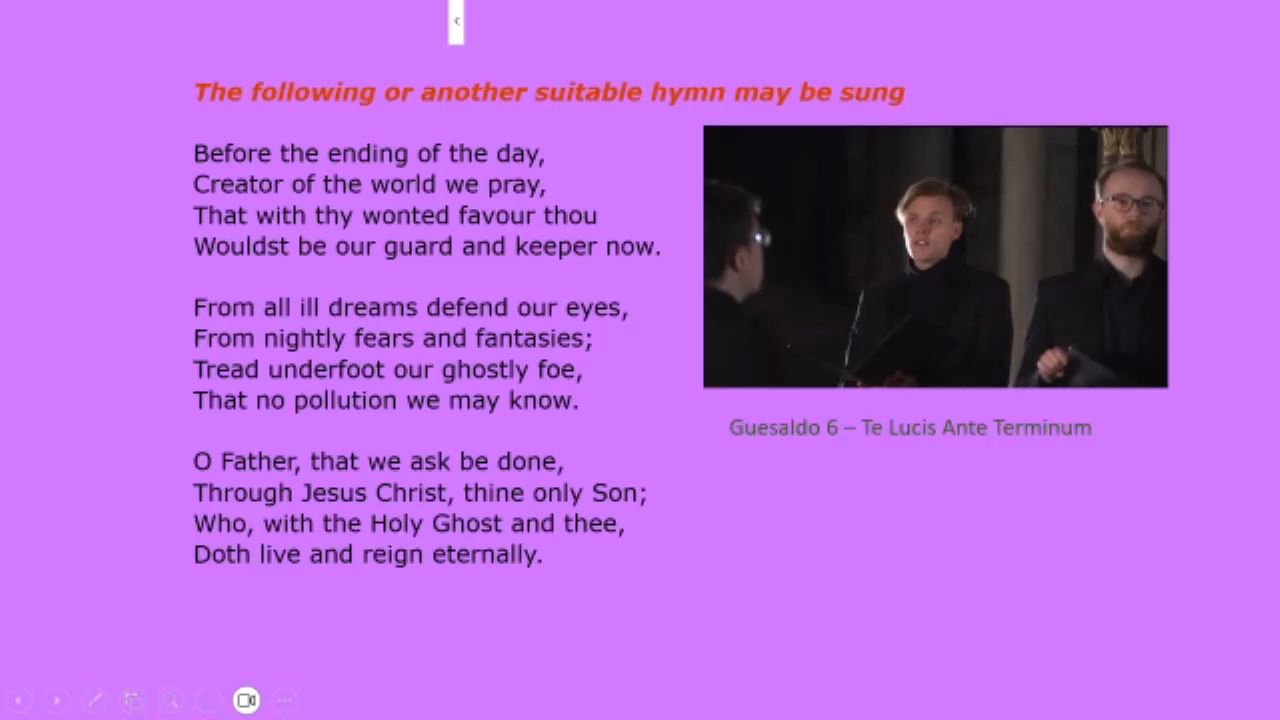 The following or another suitable hymn may be sung
Before the ending of the day,
Creator of the world we pray,
That with thy wonted favour thou
Wouldst be our guard and keeper now.
From all ill dreams defend our eyes,
From nightly fears and fantasies;
Tread underfoot our ghostly foe,
That no pollution we may know.
O Father, that we ask be done,
Through Jesus Christ, thine only Son;
Who, with the Holy Ghost and thee,
Doth live and reign eternally.
Guesaldo 6 – Te Lucis Ante Terminum